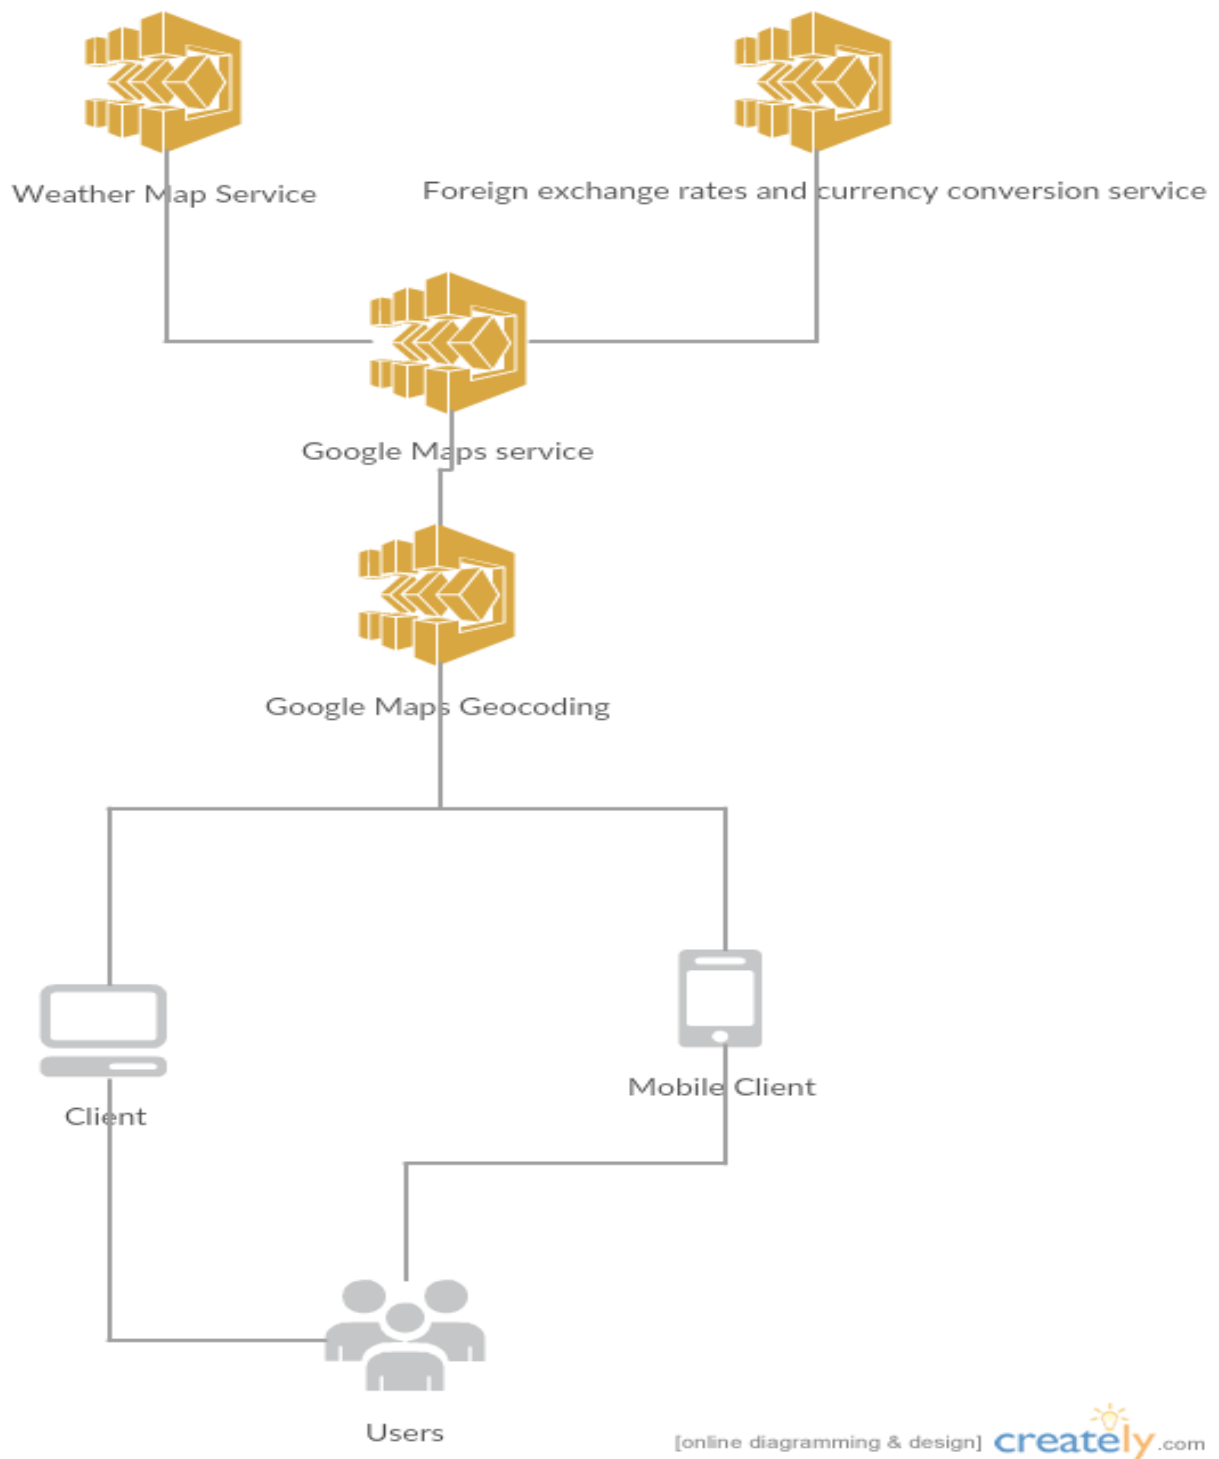 Weather Map Service
Foreign exchange rates and currency conversion service
Google Maps service
Google Maps Geocoding
Mobile Client
Client
Users
[online diagramming & design] creately.com